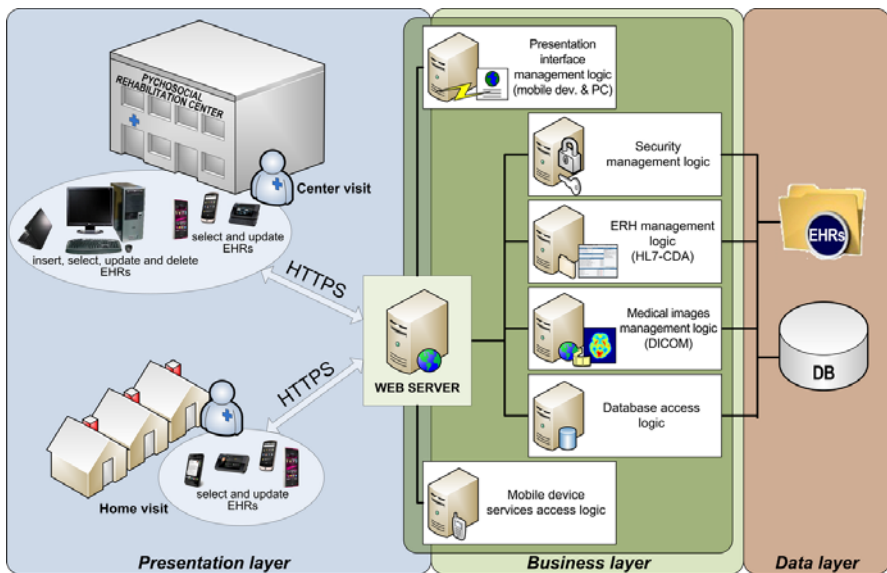 PYCHOSOCIAL
REHABILITATION CENTER
Center visit
insert, select, update and delete
EHRs
select and update
EHRs
HTTPS
HTTPS
WEB SERVER
Home visit
select and update
EHRs
Presentation layer
Presentation
interface
management logic
(mobile dev. & PC)
Security
management logic
ERH management
logic
(HL7-CDA)
Medical images
management logic
(DICOM)
Database access
logic
Mobile device
services access logic
Business layer
EHRs
DB
Data layer